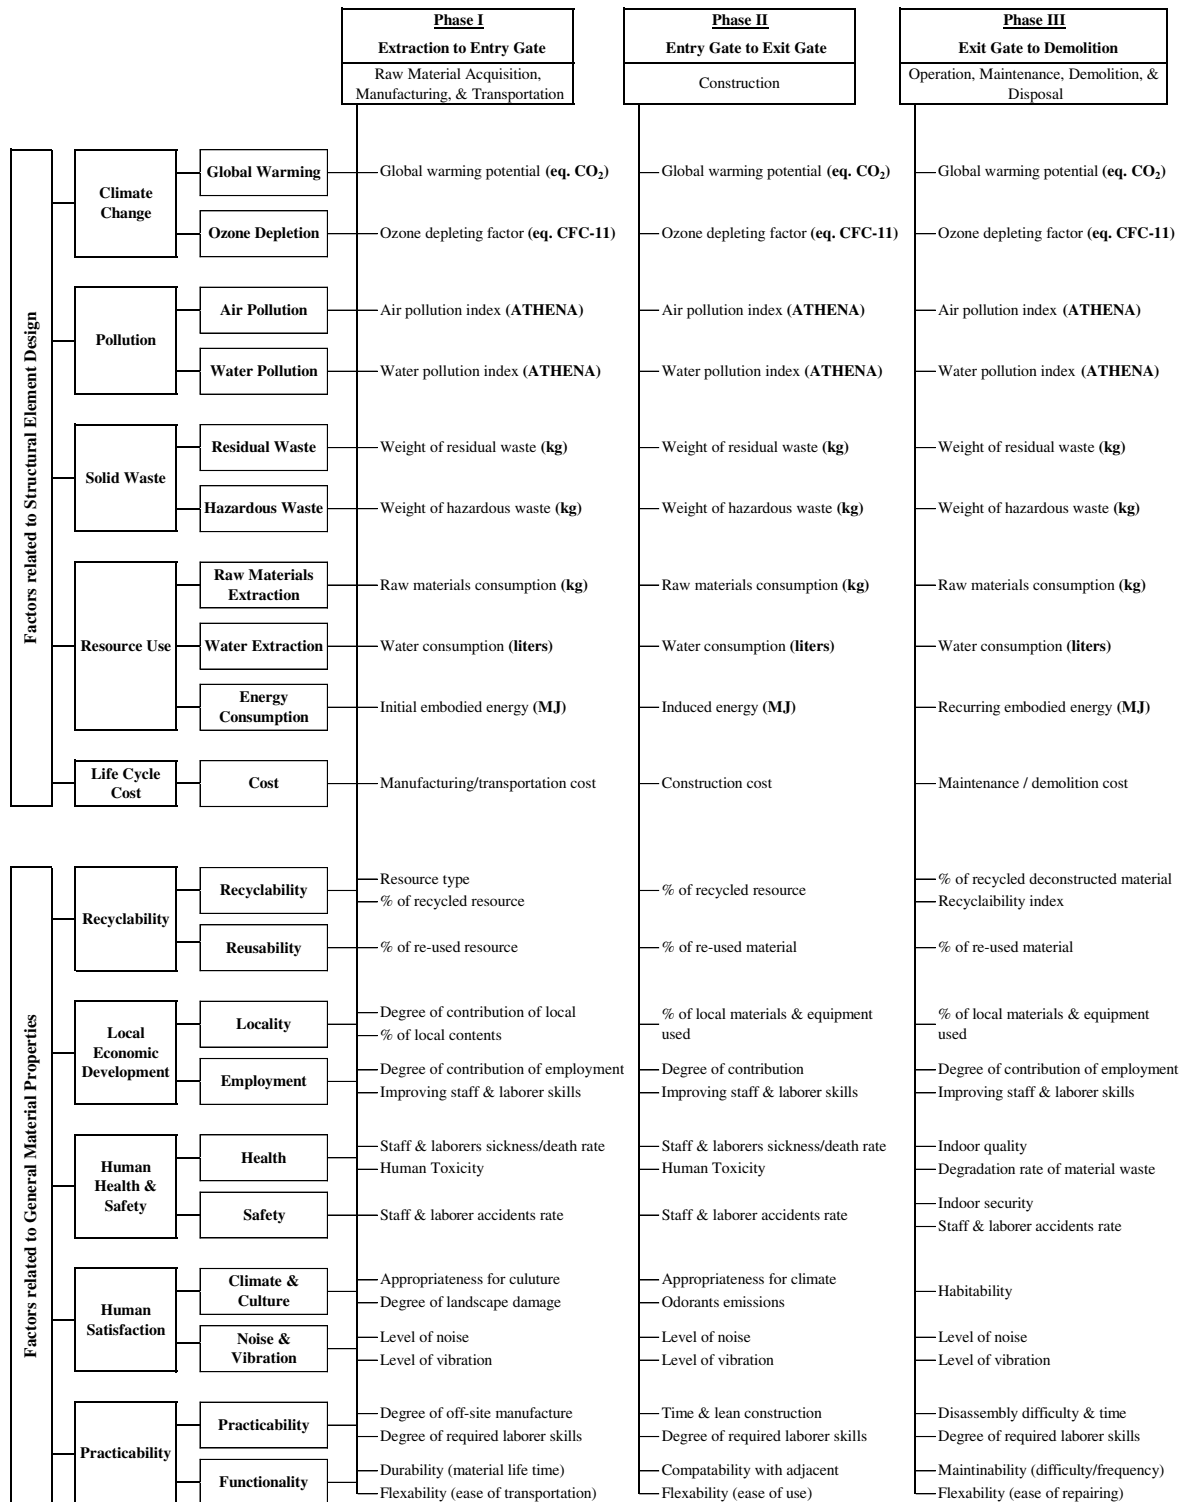 Phase I
Extraction to Entry Gate
Raw Material Acquisition,
Manufacturing, & Transportation
Phase II
Entry Gate to Exit Gate
Construction
Phase III
Exit Gate to Demolition
Operation, Maintenance, Demolition, &
Disposal
Factors related to Structural Element Design
Climate
Change
Global Warming
Global warming potential (eq. CO₂)
Global warming potential (eq. CO₂)
Global warming potential (eq. CO₂)
Ozone Depletion
Ozone depleting factor (eq. CFC-11)
Ozone depleting factor (eq. CFC-11)
Ozone depleting factor (eq. CFC-11)
Pollution
Air Pollution
Air pollution index (ATHENA)
Air pollution index (ATHENA)
Air pollution index (ATHENA)
Water Pollution
Water pollution index (ATHENA)
Water pollution index (ATHENA)
Water pollution index (ATHENA)
Solid Waste
Residual Waste
Weight of residual waste (kg)
Weight of residual waste (kg)
Weight of residual waste (kg)
Hazardous Waste
Weight of hazardous waste (kg)
Weight of hazardous waste (kg)
Weight of hazardous waste (kg)
Resource Use
Raw Materials
Extraction
Raw materials consumption (kg)
Raw materials consumption (kg)
Raw materials consumption (kg)
Water Extraction
Water consumption (liters)
Water consumption (liters)
Water consumption (liters)
Energy
Consumption
Initial embodied energy (MJ)
Induced energy (MJ)
Recurring embodied energy (MJ)
Life Cycle
Cost
Cost
Manufacturing/transportation cost
Construction cost
Maintenance / demolition cost
Factors related to General Material Properties
Recyclability
Recyclability
Resource type
% of recycled resource
% of recycled resource
% of recycled deconstructed material
Recyclaibility index
Reusability
% of re-used resource
% of re-used material
% of re-used material
Local
Economic
Development
Locality
Degree of contribution of local
% of local contents
% of local materials & equipment
used
% of local materials & equipment
used
Employment
Degree of contribution of employment
Improving staff & laborer skills
Degree of contribution
Improving staff & laborer skills
Degree of contribution of employment
Improving staff & laborer skills
Human
Health &
Safety
Health
Staff & laborers sickness/death rate
Human Toxicity
Staff & laborers sickness/death rate
Human Toxicity
Indoor quality
Degradation rate of material waste
Safety
Staff & laborer accidents rate
Staff & laborer accidents rate
Indoor security
Staff & laborer accidents rate
Human
Satisfaction
Climate &
Culture
Appropriateness for culuture
Degree of landscape damage
Appropriateness for climate
Odorants emissions
Habitability
Noise &
Vibration
Level of noise
Level of vibration
Level of noise
Level of vibration
Level of noise
Level of vibration
Practicability
Practicability
Degree of off-site manufacture
Degree of required laborer skills
Time & lean construction
Degree of required laborer skills
Disassembly difficulty & time
Degree of required laborer skills
Functionality
Durability (material life time)
Flexability (ease of transportation)
Compatability with adjacent
Flexability (ease of use)
Maintinability (difficulty/frequency)
Flexability (ease of repairing)